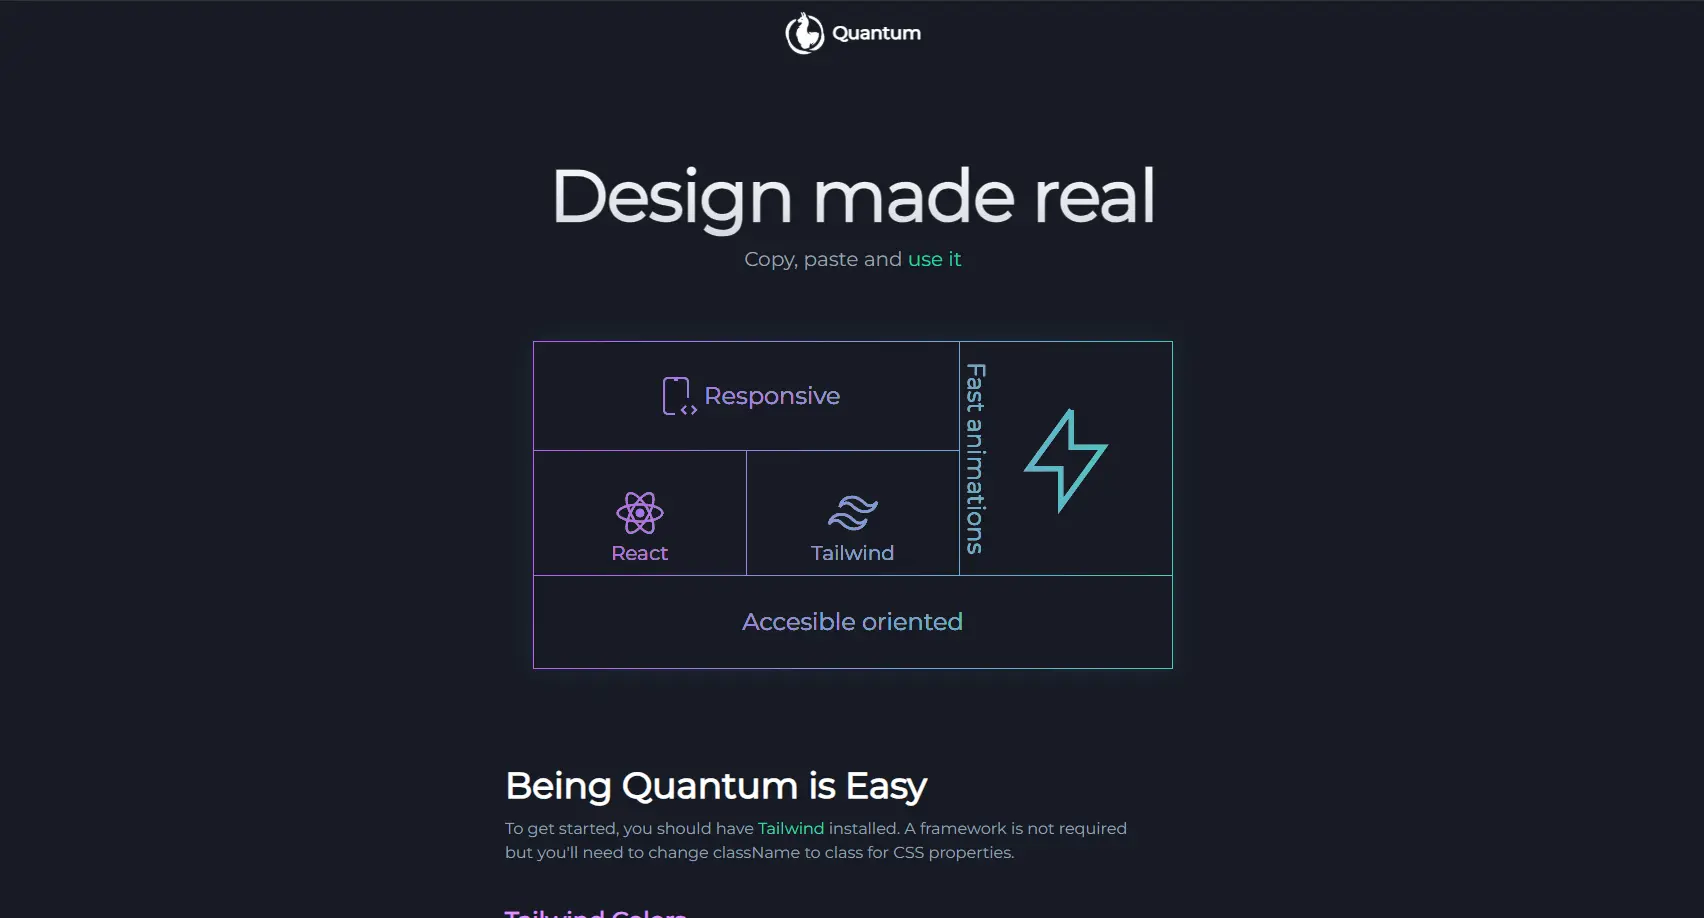 Quantum
Design made real
Copy, paste and use it
Responsive
Fast animations
React
Tailwind
Accesible oriented
Being Quantum is Easy
To get started, you should have Tailwind installed. A framework is not required
but you'll need to change className to class for CSS properties.
Tailwind Colors